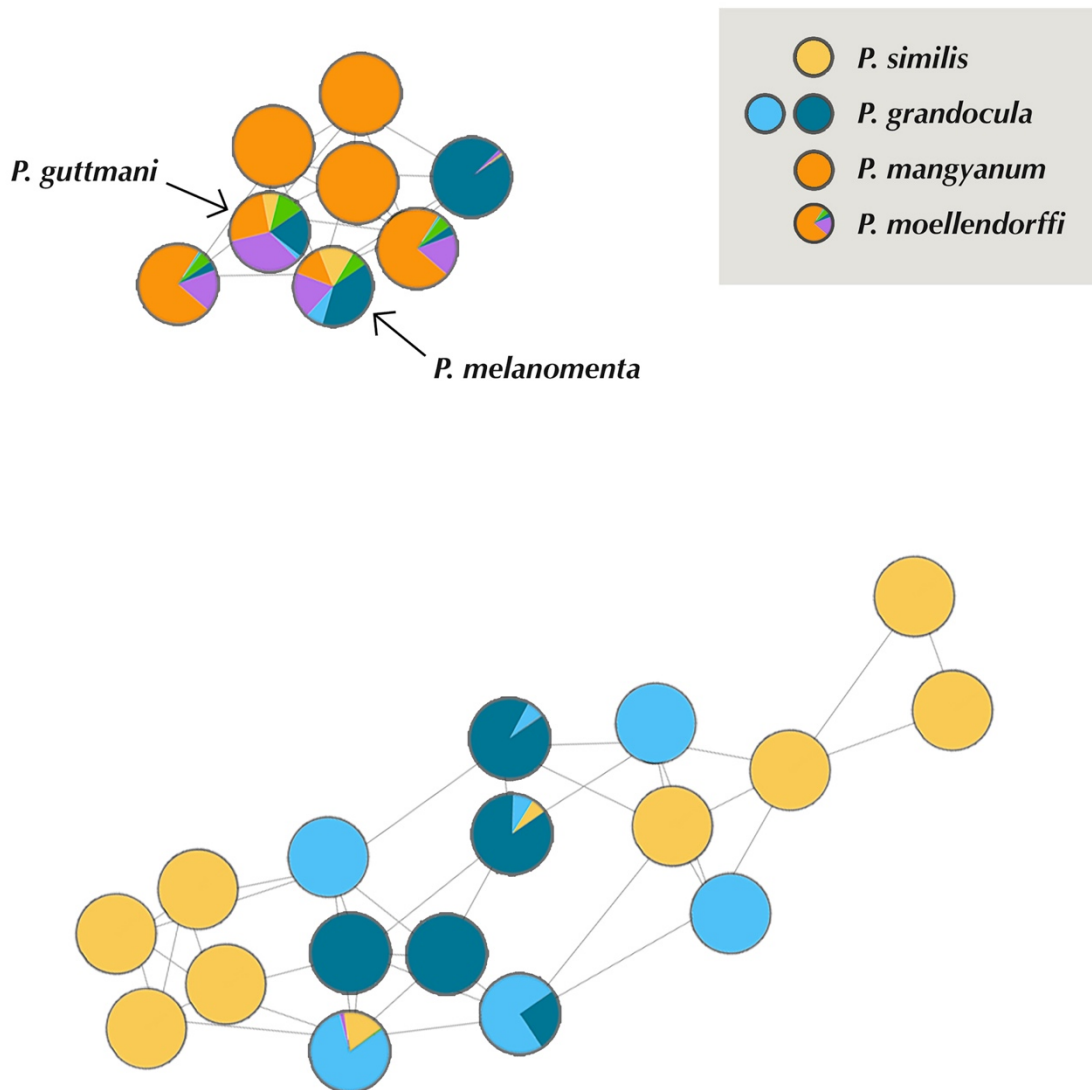 P. similis
P. grandocula
P. mangyanum
P. moellendorffi
P. guttmani
P. melanomenta